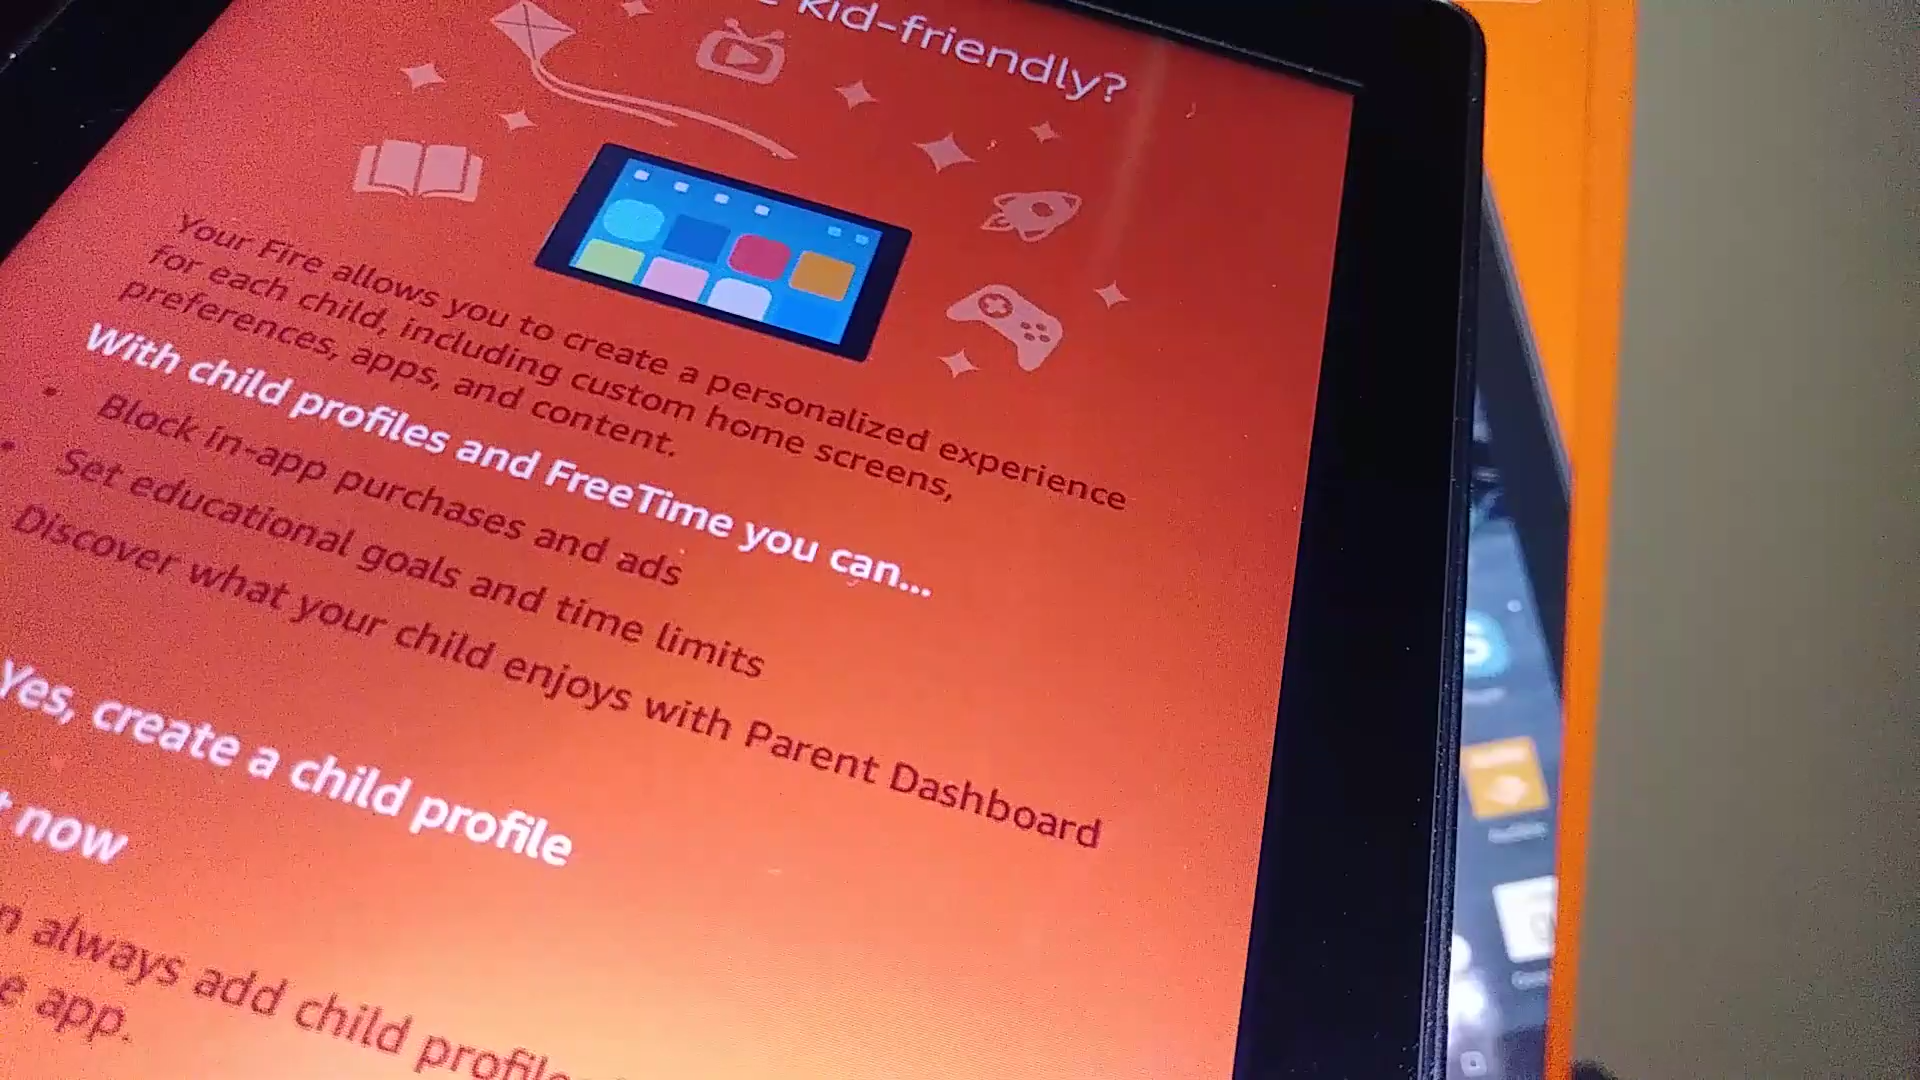 kid-friendly?
Your Fire allows you to create a personalized experience
for each child, including custom home screens,
preferences, apps, and content.
With child profiles and FreeTime you can...
• Block in-app purchases and ads
• Set educational goals and time limits
Discover what your child enjoys with Parent Dashboard
Yes, create a child profile
now
always add child
app.